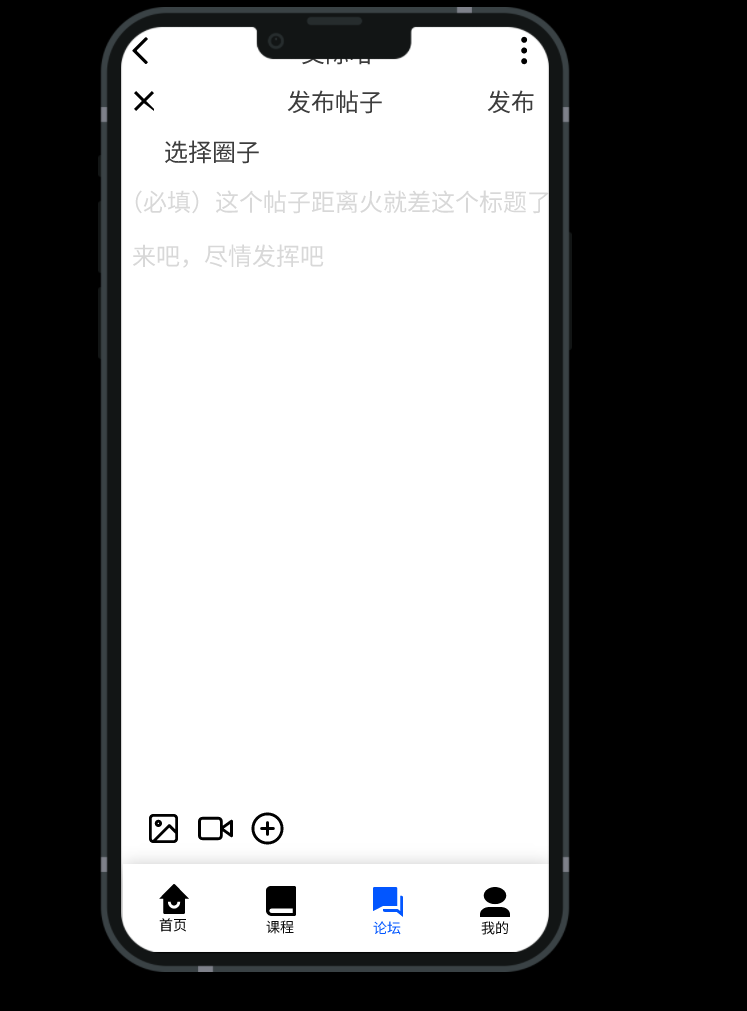 发布帖子 发布
选择圈子
（必填）这个帖子距离火就差这个标题了
来吧，尽情发挥吧
首页 课程 论坛 我的